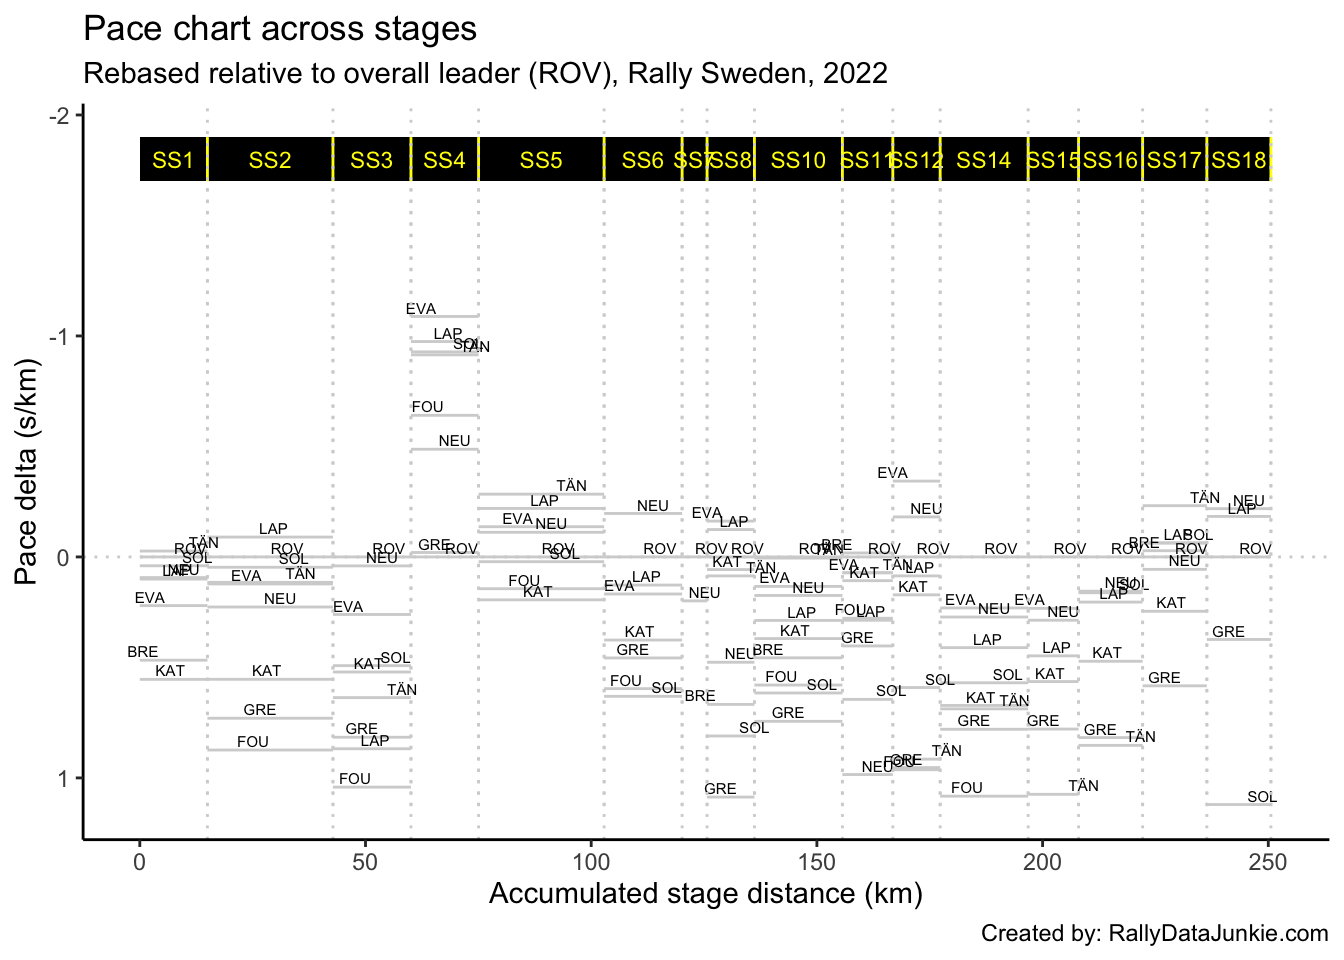 Pace chart across stages
Rebased relative to overall leader (ROV), Rally Sweden, 2022
-2
SS1 SS2 SS3 SS4 SS5 SS6 SS7 SS8 SS10 SS11 SS12 SS14 SS15 SS16 SS17 SS18
EVA
-1
LAP
SOL TÄN
FOU
NEU
EVA
TÄN
LAP
NEU
EVA
NEU
TÄN NEU
LAP
EVA NEU
LAP
EVA
NEU
LAP
LAP SOL
TÄN
GRE
BRE
BRE
0
ROV ROV ROV ROV ROV ROV ROV ROV ROV ROV ROV ROV ROV ROV ROV ROV
TÄN
SOL SOL NEU SOL
KAT TÄN EVA KAT TÄN LAP NEU
LAP NEU EVA TÄN FOU LAP EVA EVA NEU KAT NEU SOL
EVA NEU EVA KAT NEU LAP FOU LAP EVA NEU EVA NEU LAP KAT
BRE KAT GRE KAT GRE LAP LAP KAT GRE
KAT KAT KAT SOL FOU SOL NEU BRE FOU SOL SOL SOL SOL KAT KAT GRE
GRE TÄN BRE GRE KAT TÄN
FOU GRE LAP SOL GRE GRE GRE TÄN
FOU GRE NEU GRE FOU TÄN FOU TÄN SOL
1
Pace delta (s/km)
0 50 100 150 200 250
Accumulated stage distance (km)
Created by: RallyDataJunkie.com